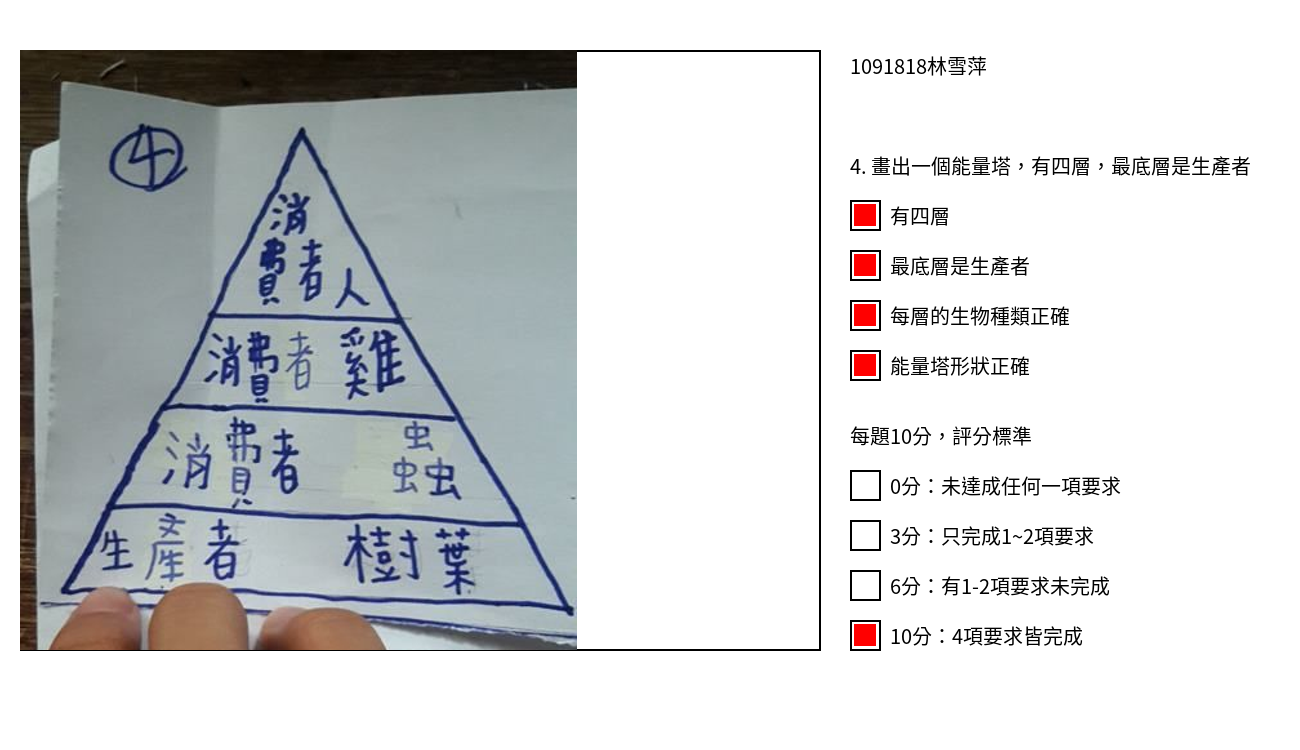 ④
消
費者人
消費者 雞
消費者 蟲
生產者 樹葉
1091818林雪萍
4. 畫出一個能量塔，有四層，最底層是生產者
有四層
最底層是生產者
每層的生物種類正確
能量塔形狀正確
每題10分，評分標準
0分：未達成任何一項要求
3分：只完成1~2項要求
6分：有1-2項要求未完成
10分：4項要求皆完成